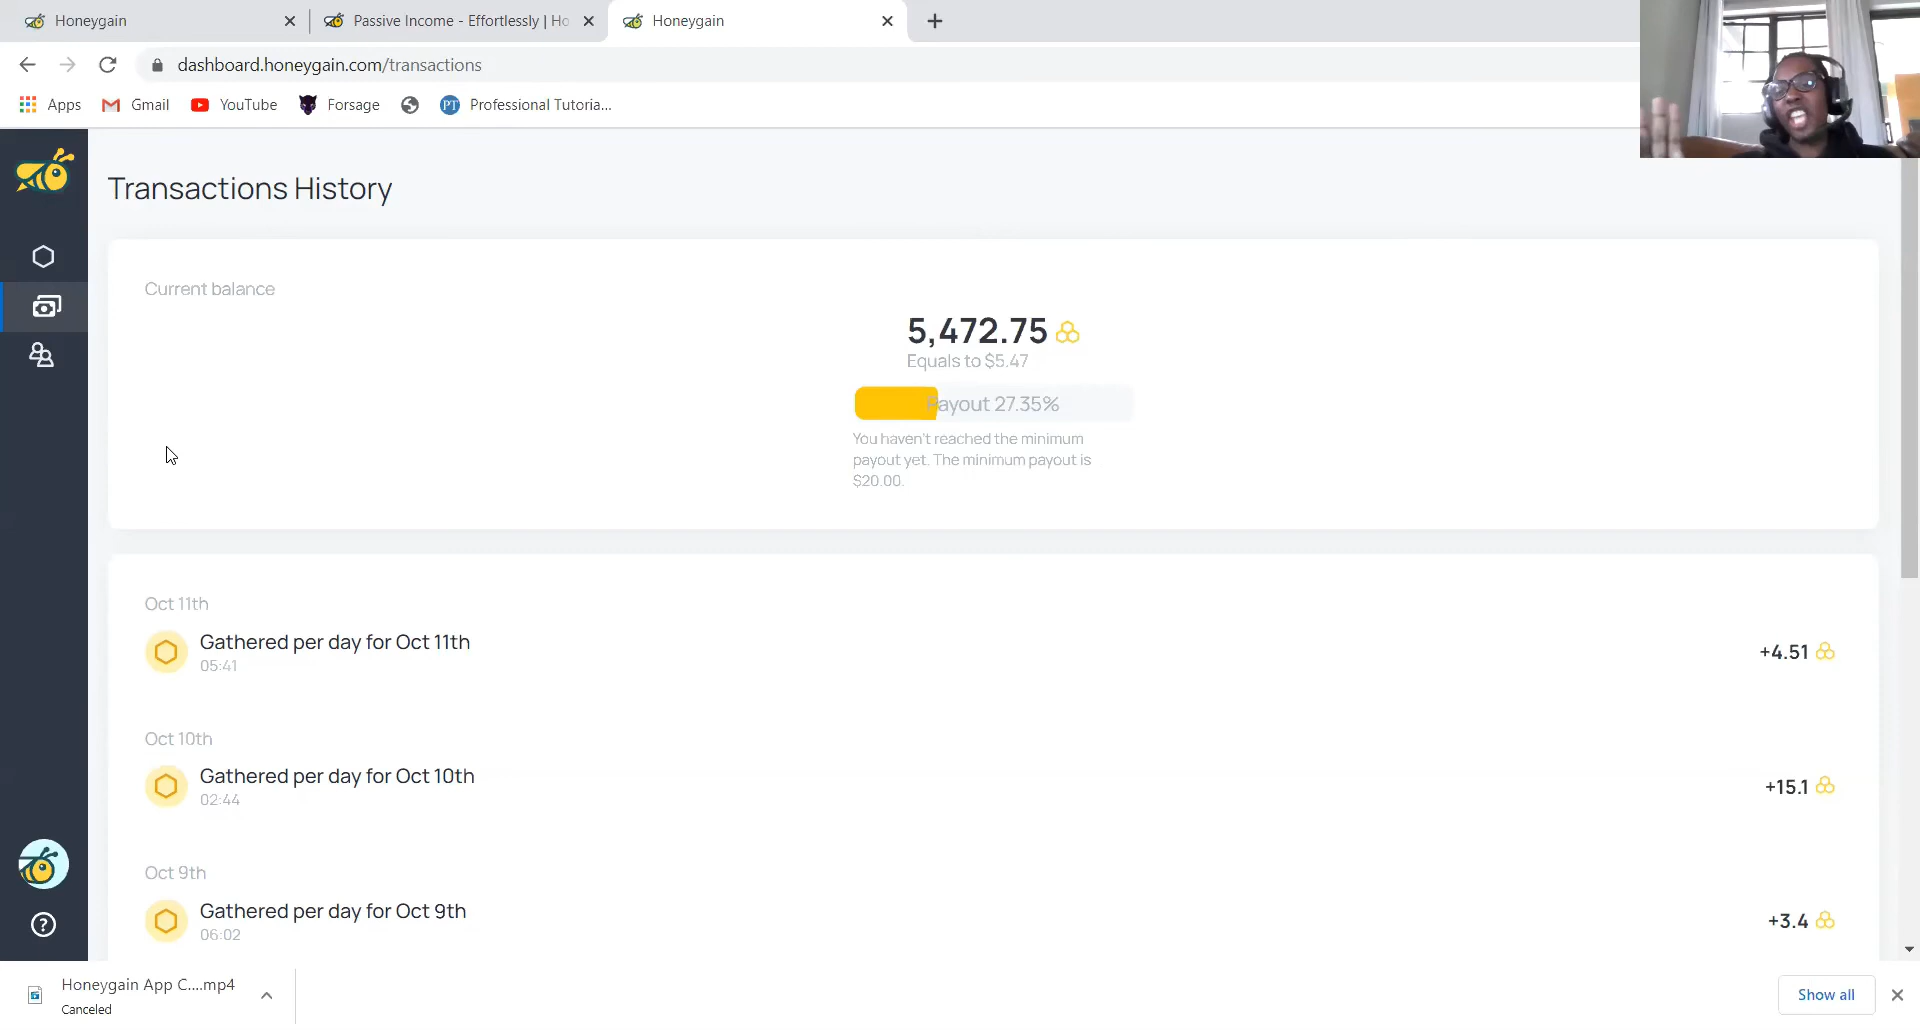 Honeygain
Passive Income - Effortlessly | Ho
Honeygain
dashboard.honeygain.com/transactions
Apps
Gmail
YouTube
Forsage
PT
Professional Tutoria...
Transactions History
Current balance
5,472.75
Equals to $5.47
Payout 27.35%
You haven't reached the minimum
payout yet. The minimum payout is
$20.00.
Oct 11th
Gathered per day for Oct 11th
05:41
+4.51
Oct 10th
Gathered per day for Oct 10th
02:44
+15.1
Oct 9th
Gathered per day for Oct 9th
06:02
+3.4
Honeygain App C....mp4
Canceled
Show all